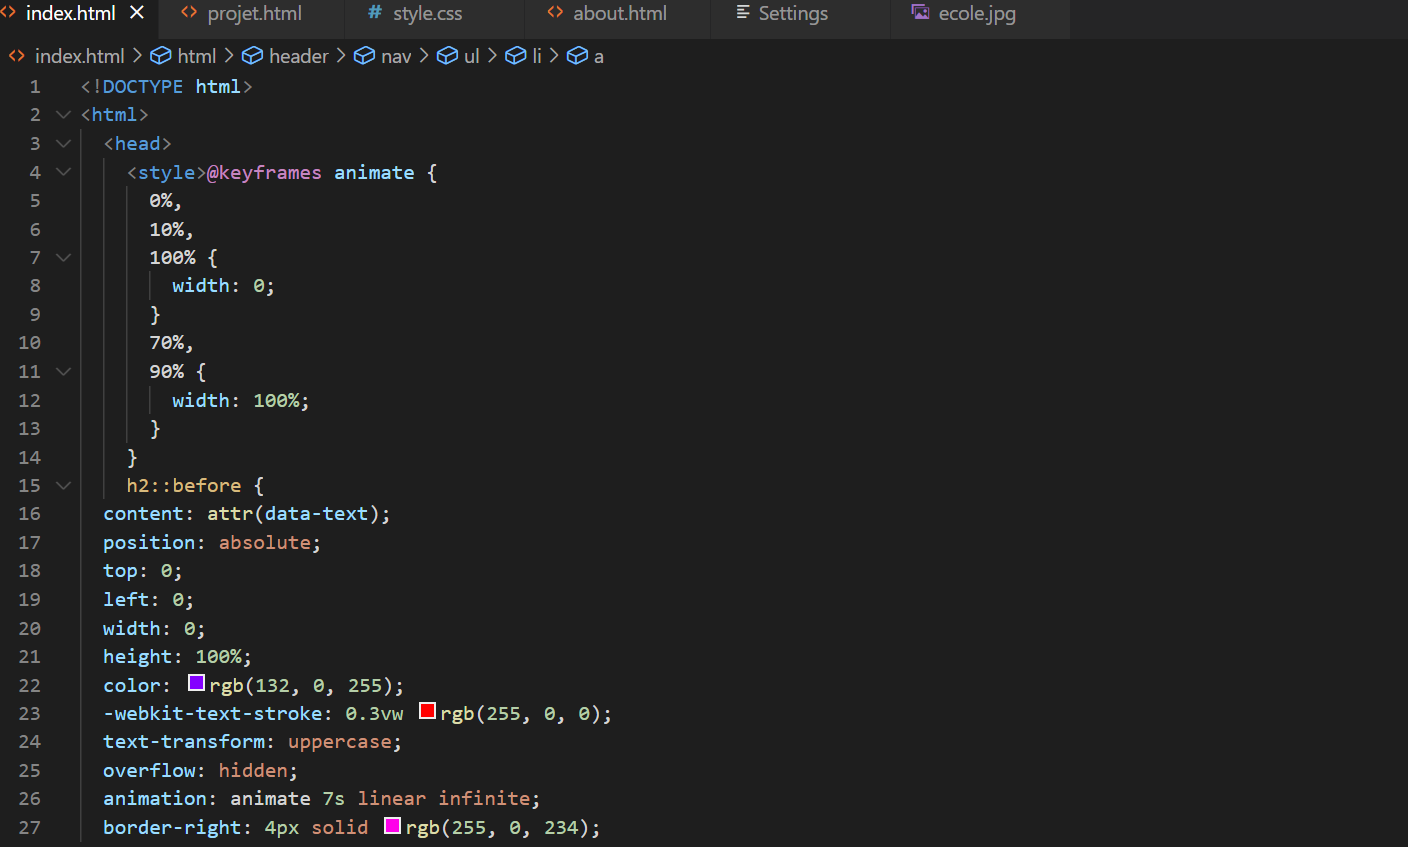 index.html projet.html style.css about.html Settings ecole.jpg
index.html > html > header > nav > ul > li > a
1 <!DOCTYPE html>
2 <html>
3 <head>
4 <style>@keyframes animate {
5 0%,
6 10%,
7 100% {
8 width: 0;
9 }
10 70%,
11 90% {
12 width: 100%;
13 }
14 }
15 h2::before {
16 content: attr(data-text);
17 position: absolute;
18 top: 0;
19 left: 0;
20 width: 0;
21 height: 100%;
22 color: rgb(132, 0, 255);
23 -webkit-text-stroke: 0.3vw rgb(255, 0, 0);
24 text-transform: uppercase;
25 overflow: hidden;
26 animation: animate 7s linear infinite;
27 border-right: 4px solid rgb(255, 0, 234);